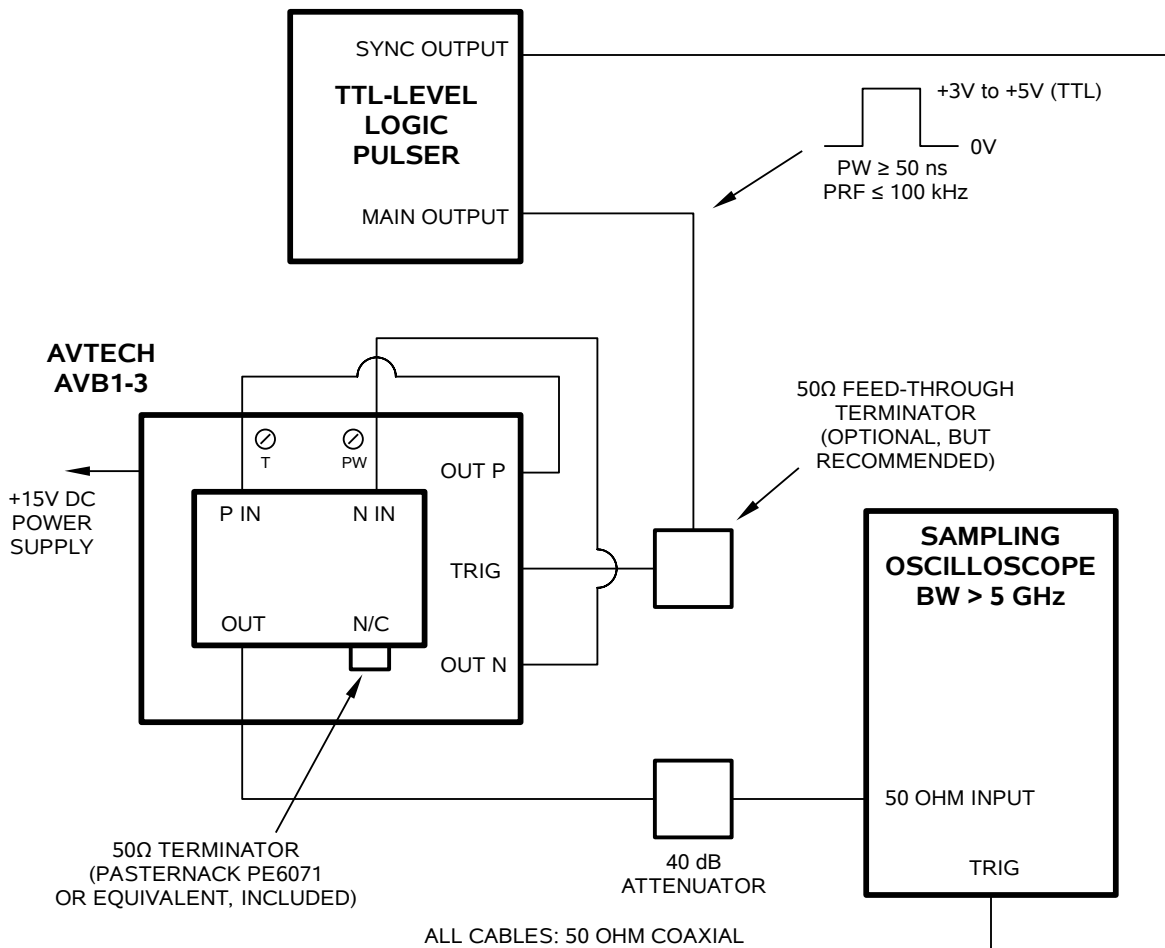 SYNC OUTPUT
TTL-LEVEL
LOGIC
PULSER
MAIN OUTPUT
+3V to +5V (TTL)
0V
PW ≥ 50 ns
PRF ≤ 100 kHz
AVTECH
AVB1-3
50Ω FEED-THROUGH
TERMINATOR
(OPTIONAL, BUT
RECOMMENDED)
T
PW
OUT P
+15V DC
POWER
SUPPLY
P IN
N IN
TRIG
OUT
N/C
OUT N
SAMPLING
OSCILLOSCOPE
BW > 5 GHz
50 OHM INPUT
TRIG
50Ω TERMINATOR
(PASTERNACK PE6071
OR EQUIVALENT, INCLUDED)
40 dB
ATTENUATOR
ALL CABLES: 50 OHM COAXIAL